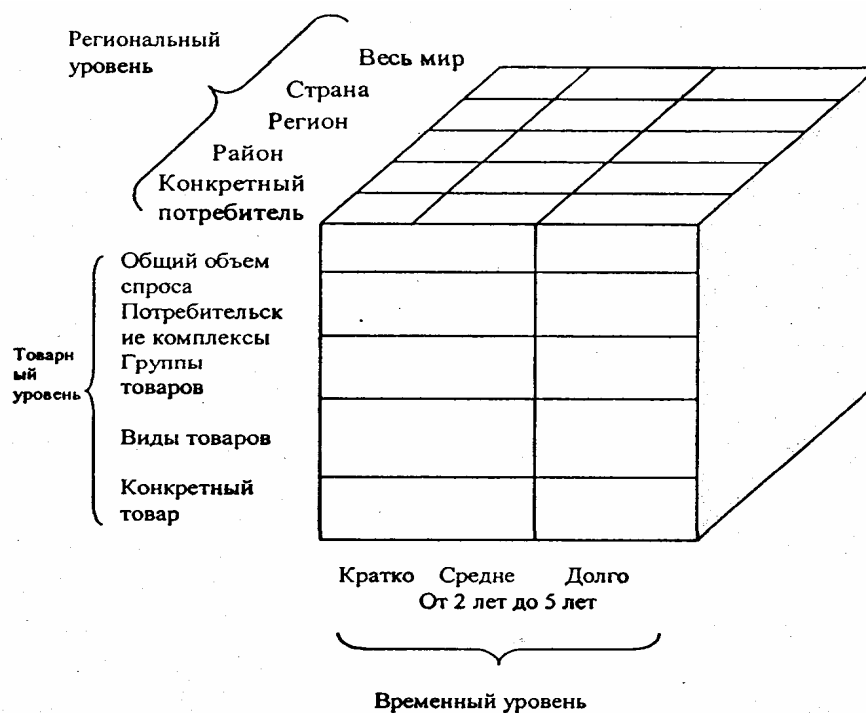 Региональный
уровень
Весь мир
Страна
Регион
Район
Конкретный
потребитель
Товарн
ый
уровень
Общий объем
спроса
Потребительск
ие комплексы
Группы
товаров
Виды товаров
Конкретный
товар
Кратко Средне Долго
От 2 лет до 5 лет
Временный уровень